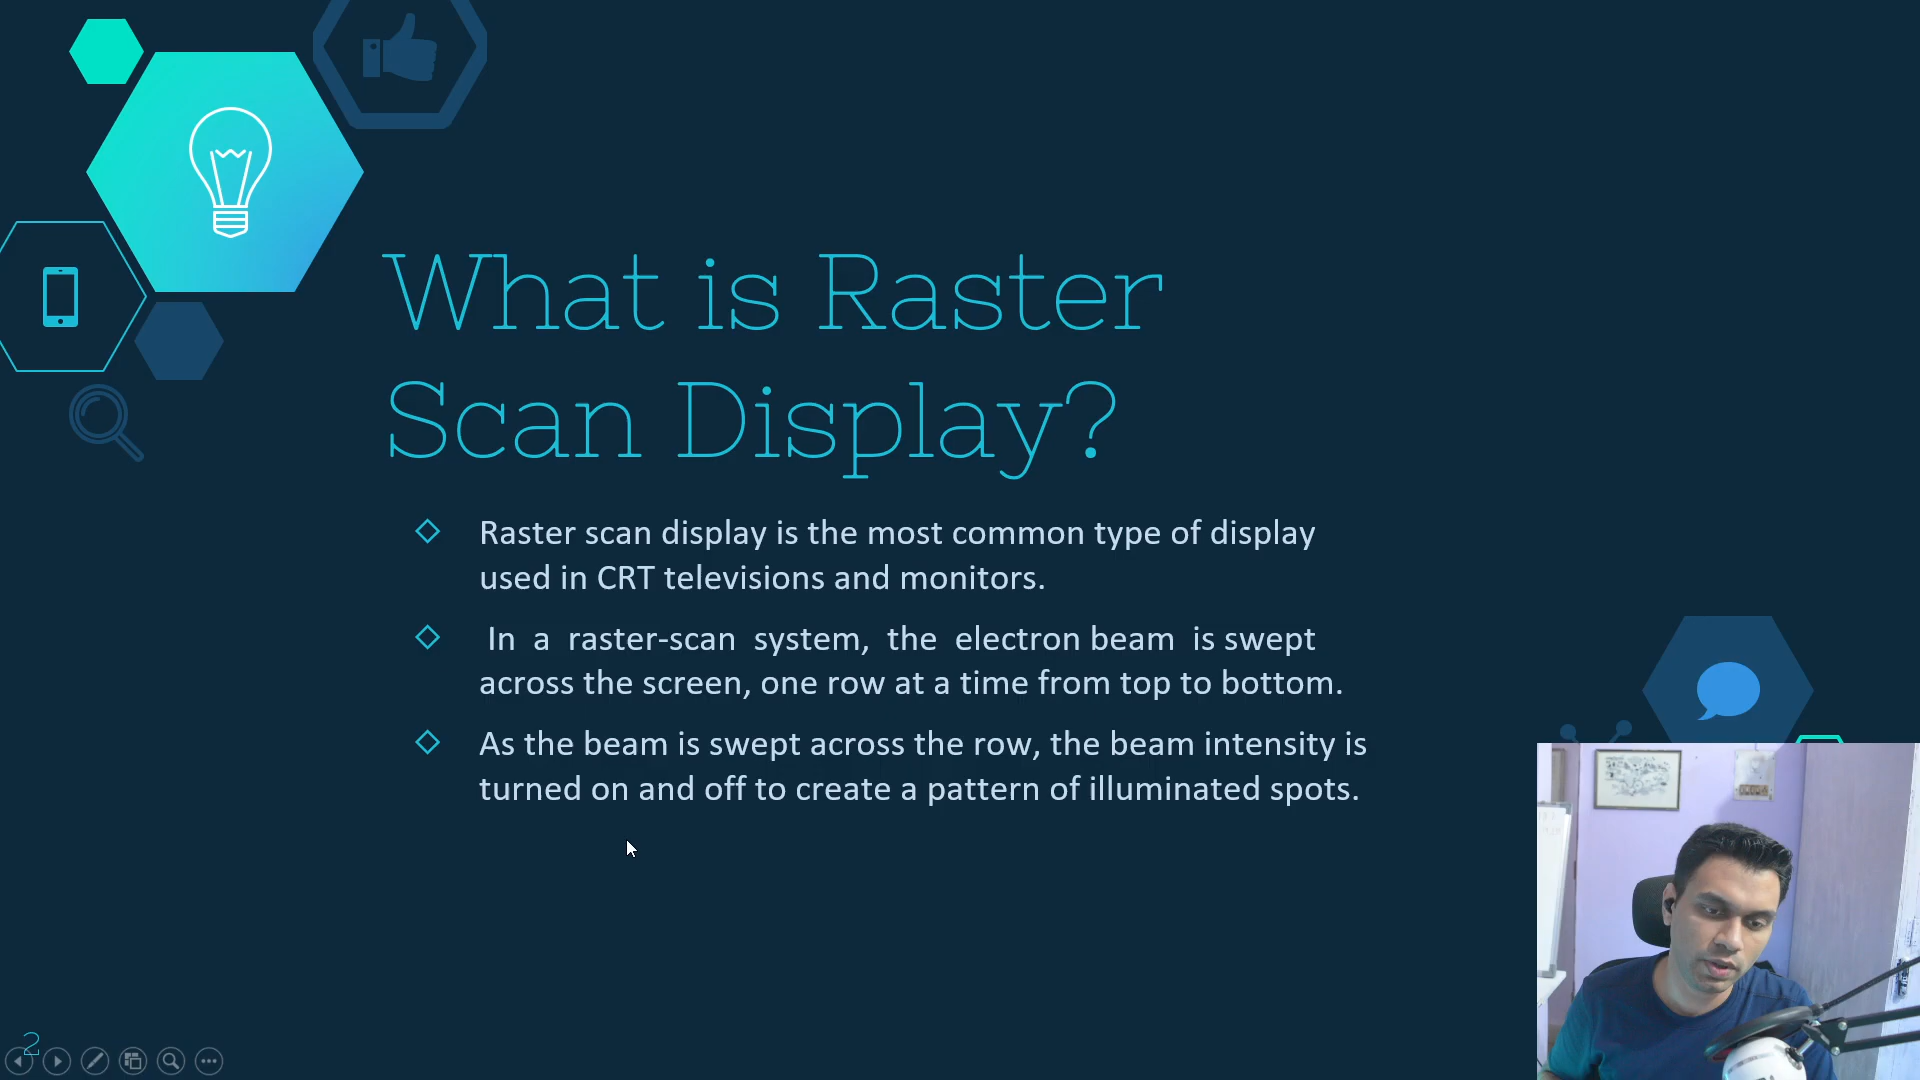 What is Raster
Scan Display?
Raster scan display is the most common type of display
used in CRT televisions and monitors.
In a raster-scan system, the electron beam is swept
across the screen, one row at a time from top to bottom.
As the beam is swept across the row, the beam intensity is
turned on and off to create a pattern of illuminated spots.
2